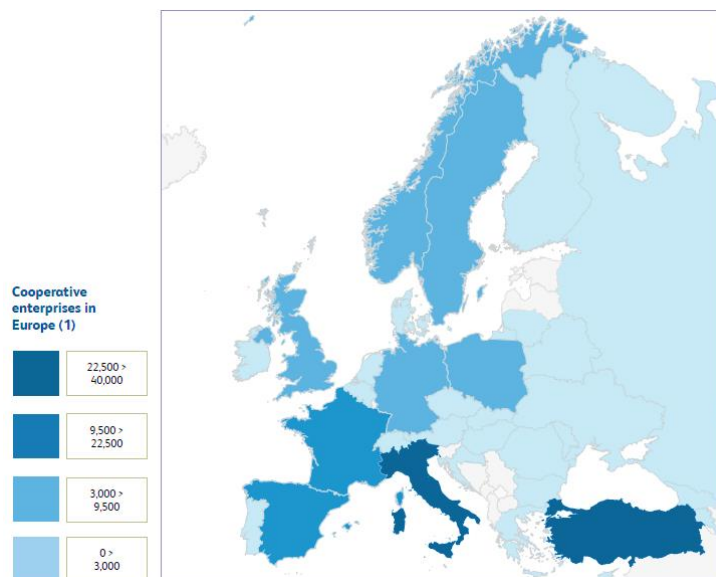 Cooperative
enterprises in
Europe (1)
22,500 >
40,000
9,500 >
22,500
3,000 >
9,500
0 >
3,000